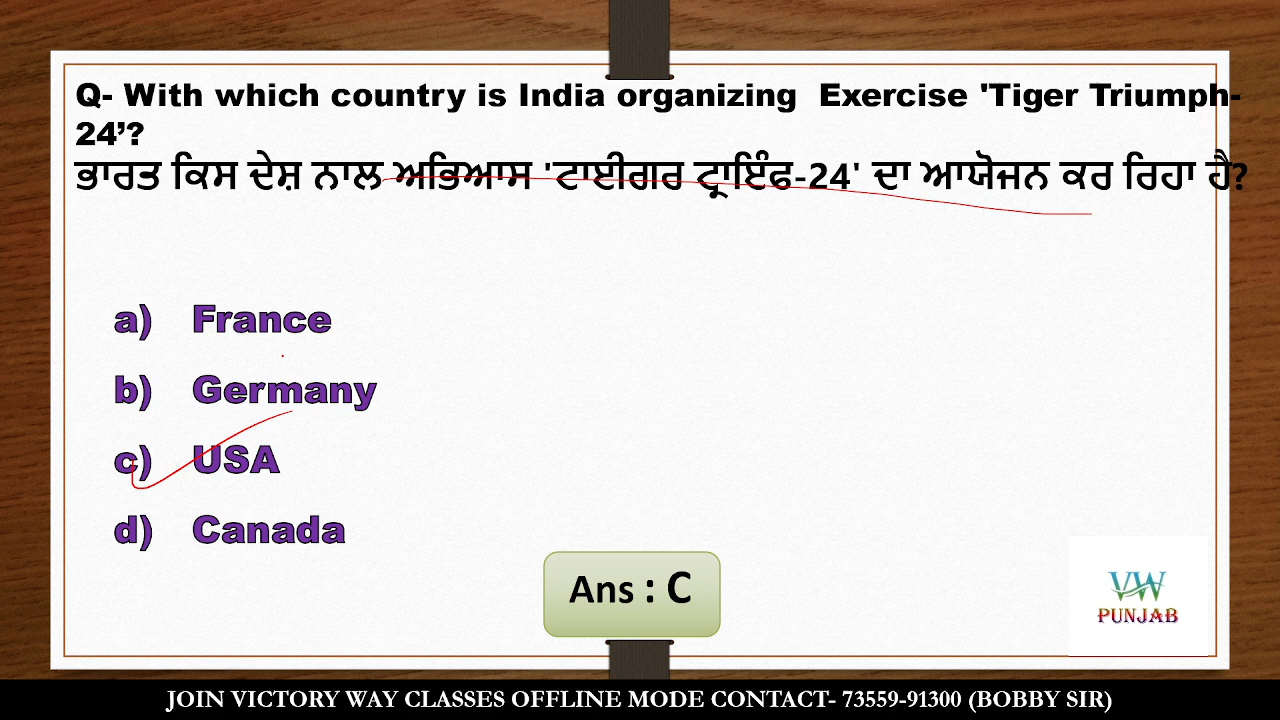 Q- With which country is India organizing  Exercise 'Tiger Triumph-
24’?
ਭਾਰਤ ਕਿਸ ਦੇਸ਼ ਨਾਲ ਅਭਿਆਸ 'ਟਾਈਗਰ ਟ੍ਰਾਇੰਫ-24' ਦਾ ਆਯੋਜਨ ਕਰ ਰਿਹਾ ਹੈ?
a) France
b) Germany
c) USA
d) Canada
Ans : C
VW
PUNJAB
JOIN VICTORY WAY CLASSES OFFLINE MODE CONTACT- 73559-91300 (BOBBY SIR)